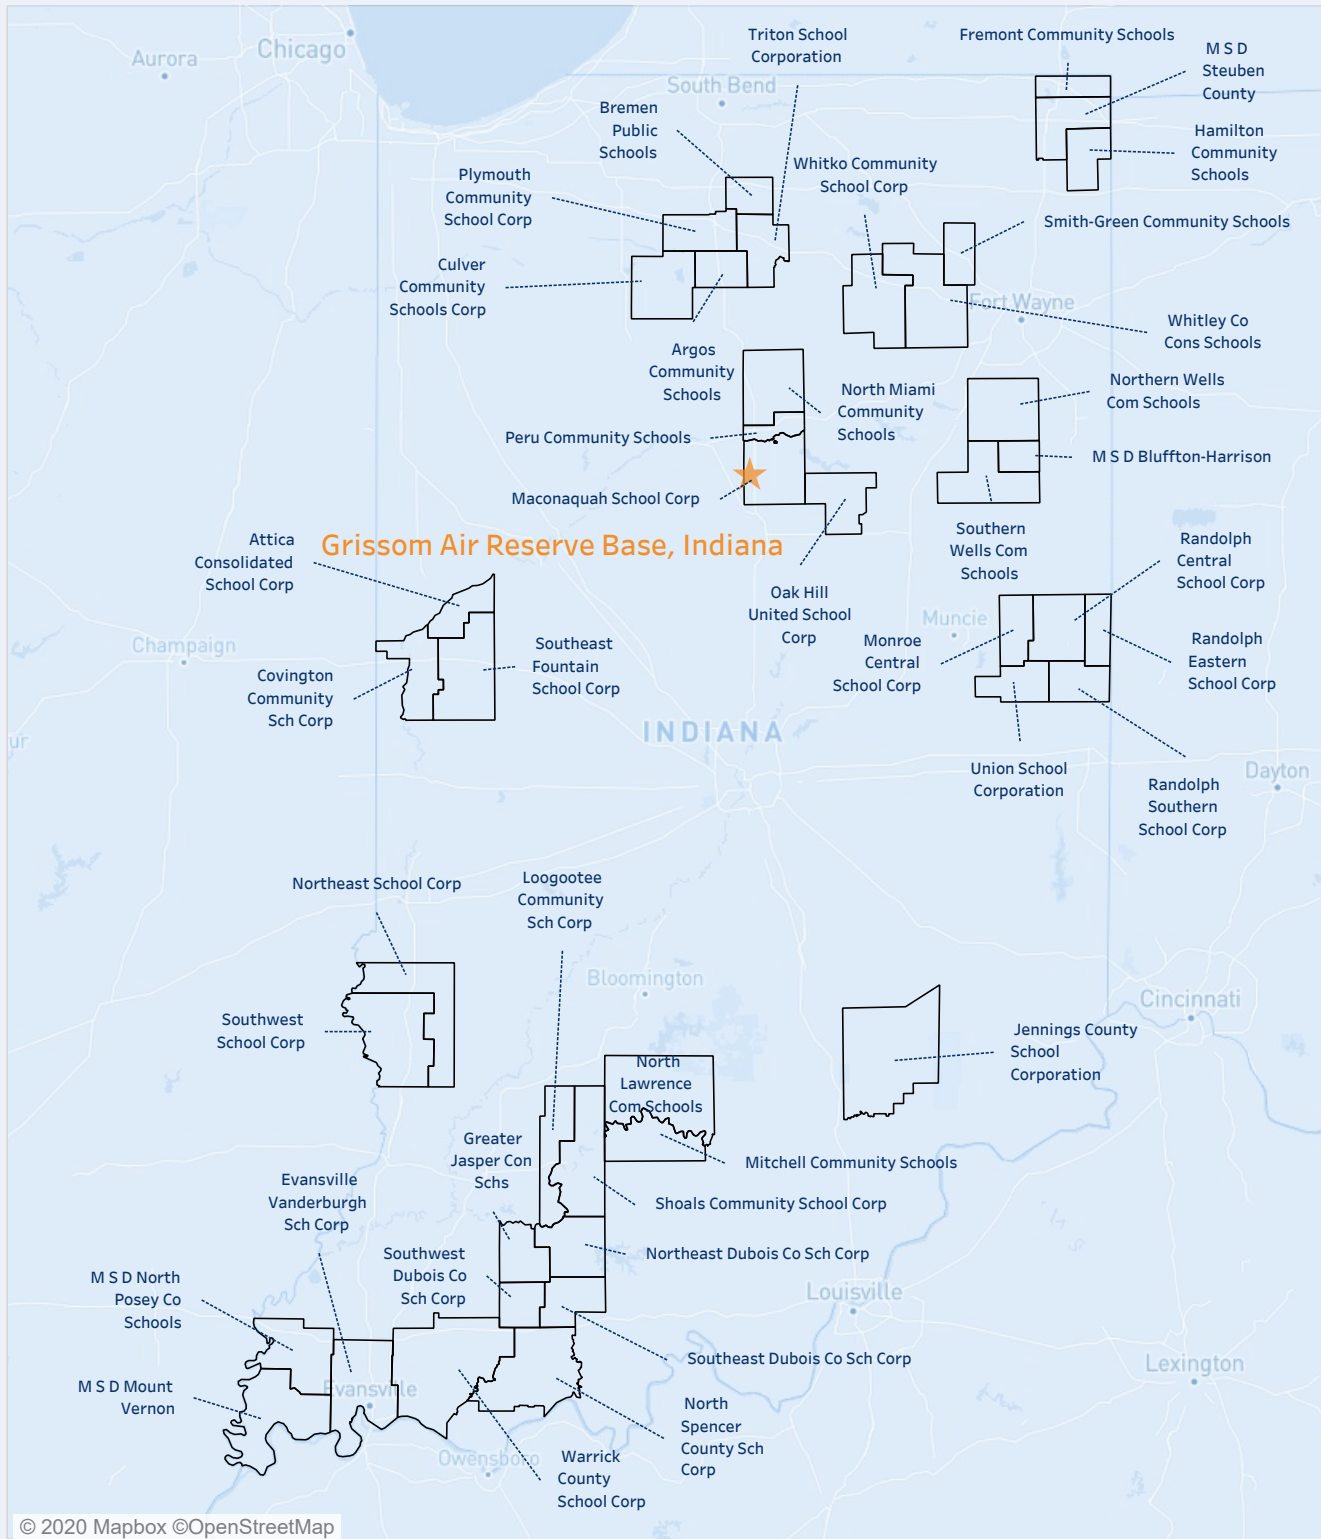 Triton School
Corporation
Fremont Community Schools
M S D
Steuben
County
Aurora
Chicago
South Bend
Bremen
Public
Schools
Hamilton
Community
Schools
Whitko Community
School Corp
Plymouth
Community
School Corp
Smith-Green Community Schools
Culver
Community
Schools Corp
Fort Wayne
Whitley Co
Cons Schools
Argos
Community
Schools
North Miami
Community
Schools
Northern Wells
Com Schools
Peru Community Schools
M S D Bluffton-Harrison
Maconaquah School Corp
Grissom Air Reserve Base, Indiana
Attica
Consolidated
School Corp
Southern
Wells Com
Schools
Randolph
Central
School Corp
Oak Hill
United School
Corp
Muncie
Champaign
Southeast
Fountain
School Corp
Monroe
Central
School Corp
Randolph
Eastern
School Corp
Covington
Community
Sch Corp
INDIANA
ur
Union School
Corporation
Dayton
Randolph
Southern
School Corp
Northeast School Corp
Loogootee
Community
Sch Corp
Bloomington
Cincinnati
Southwest
School Corp
Jennings County
School
Corporation
North
Lawrence
Com Schools
Greater
Jasper Con
Schs
Mitchell Community Schools
Evansville
Vanderburgh
Sch Corp
Shoals Community School Corp
Southwest
Dubois Co
Sch Corp
Northeast Dubois Co Sch Corp
M S D North
Posey Co
Schools
Louisville
Southeast Dubois Co Sch Corp
Lexington
M S D Mount
Vernon
Evansville
North
Spencer
County Sch
Corp
Owensboro
Warrick
County
School Corp
© 2020 Mapbox ©OpenStreetMap